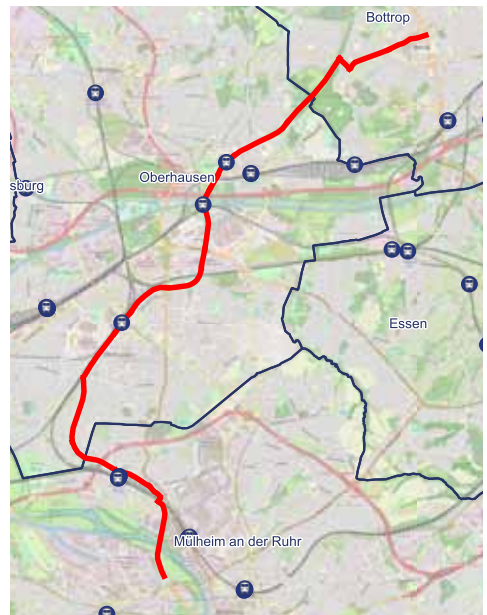 Bottrop
Oberhausen
sburg
Essen
Mülheim an der Ruhr